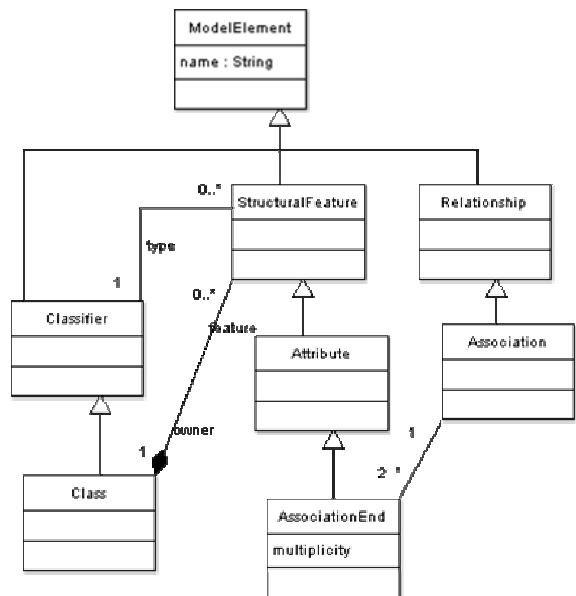 ModelElement
name : String
0..*
StructuralFeature
Relationship
type
1
0..*
feature
Classifier
Attribute
Association
owner
1
1
2..*
Class
AssociationEnd
multiplicity